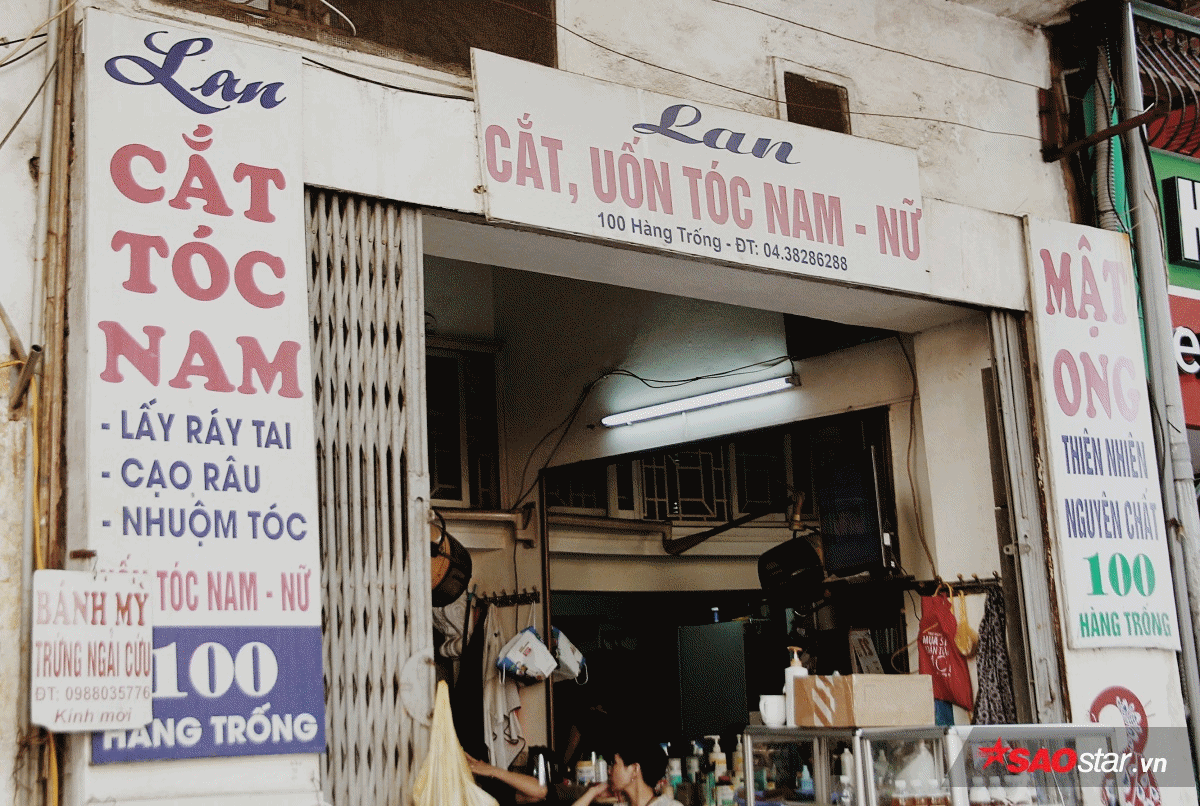 Lan
CẮT
TÓC
NAM
- LẤY RÁY TAI
- CẠO RÂU
- NHUỘM TÓC
TÓC NAM - NỮ
100
HÀNG TRỐNG
BÁNH MỲ
TRỨNG NGẢI CỨU
ĐT: 0988035776
Kính mời
Lan
CẮT, UỐN TÓC NAM - NỮ
100 Hàng Trống - ĐT: 04.38286288
MẬT
ONG
THIÊN NHIÊN
NGUYÊN CHẤT
100
HÀNG TRỐNG
SAOstar.vn